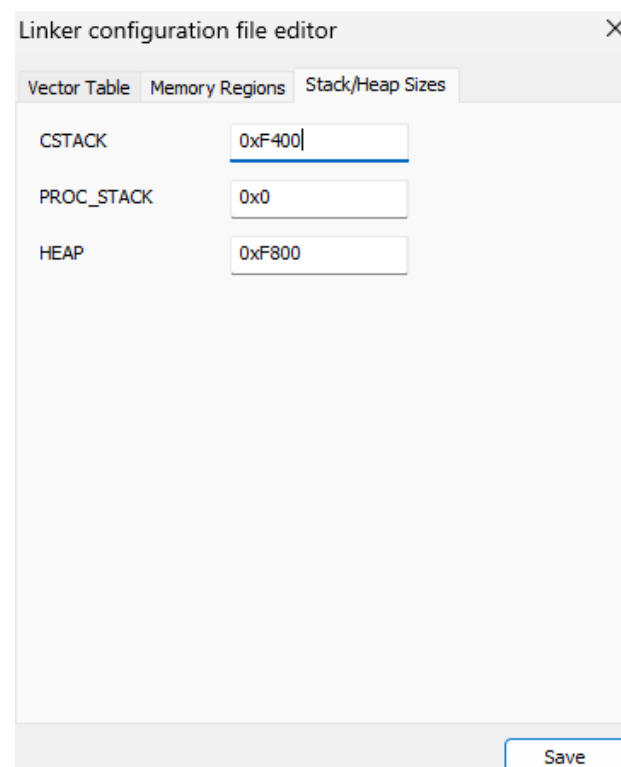 Linker configuration file editor
Vector Table Memory Regions Stack/Heap Sizes
CSTACK 0xF400
PROC_STACK 0x0
HEAP 0xF800
Save